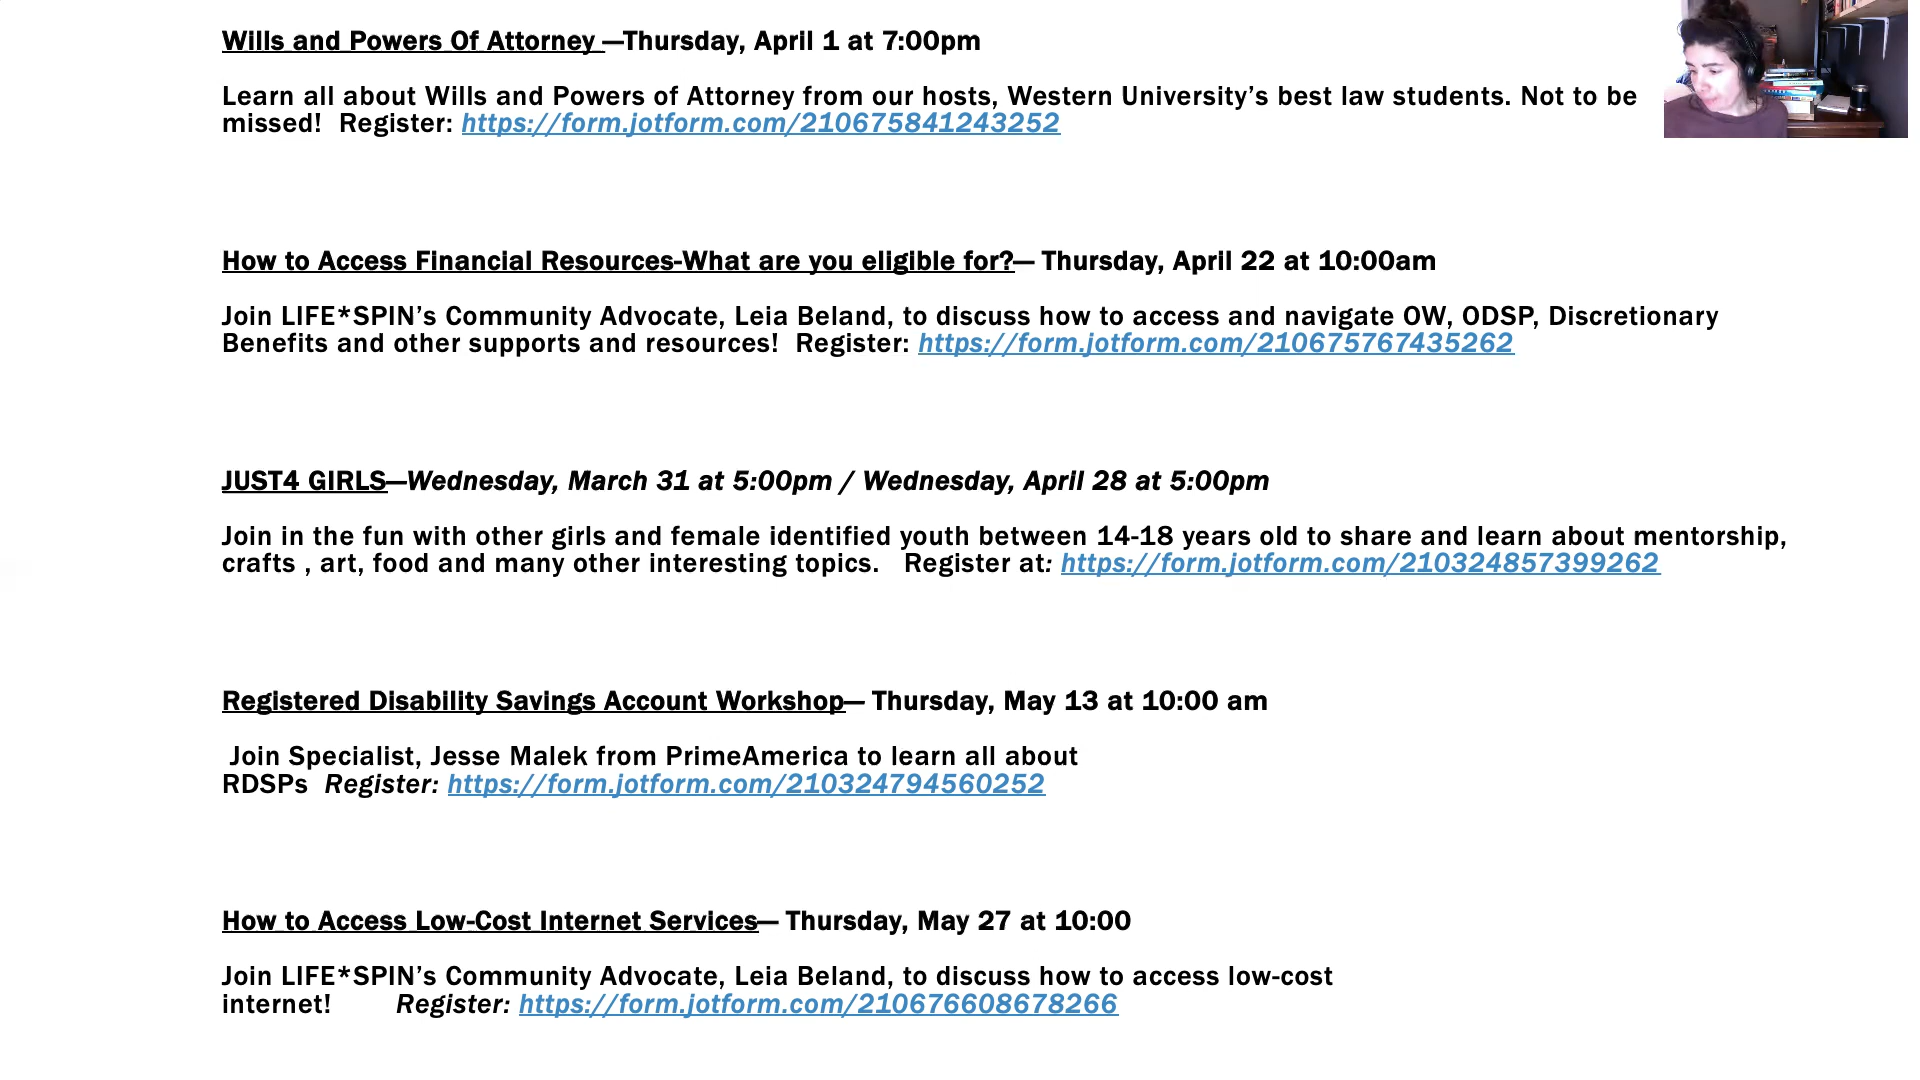 Wills and Powers Of Attorney —Thursday, April 1 at 7:00pm
Learn all about Wills and Powers of Attorney from our hosts, Western University’s best law students. Not to be
missed!  Register: https://form.jotform.com/210675841243252
How to Access Financial Resources-What are you eligible for?— Thursday, April 22 at 10:00am
Join LIFE*SPIN’s Community Advocate, Leia Beland, to discuss how to access and navigate OW, ODSP, Discretionary
Benefits and other supports and resources!  Register: https://form.jotform.com/210675767435262
JUST4 GIRLS—Wednesday, March 31 at 5:00pm / Wednesday, April 28 at 5:00pm
Join in the fun with other girls and female identified youth between 14-18 years old to share and learn about mentorship,
crafts , art, food and many other interesting topics.   Register at: https://form.jotform.com/210324857399262
Registered Disability Savings Account Workshop— Thursday, May 13 at 10:00 am
Join Specialist, Jesse Malek from PrimeAmerica to learn all about
RDSPs  Register: https://form.jotform.com/210324794560252
How to Access Low-Cost Internet Services— Thursday, May 27 at 10:00
Join LIFE*SPIN’s Community Advocate, Leia Beland, to discuss how to access low-cost
internet!        Register: https://form.jotform.com/210676608678266